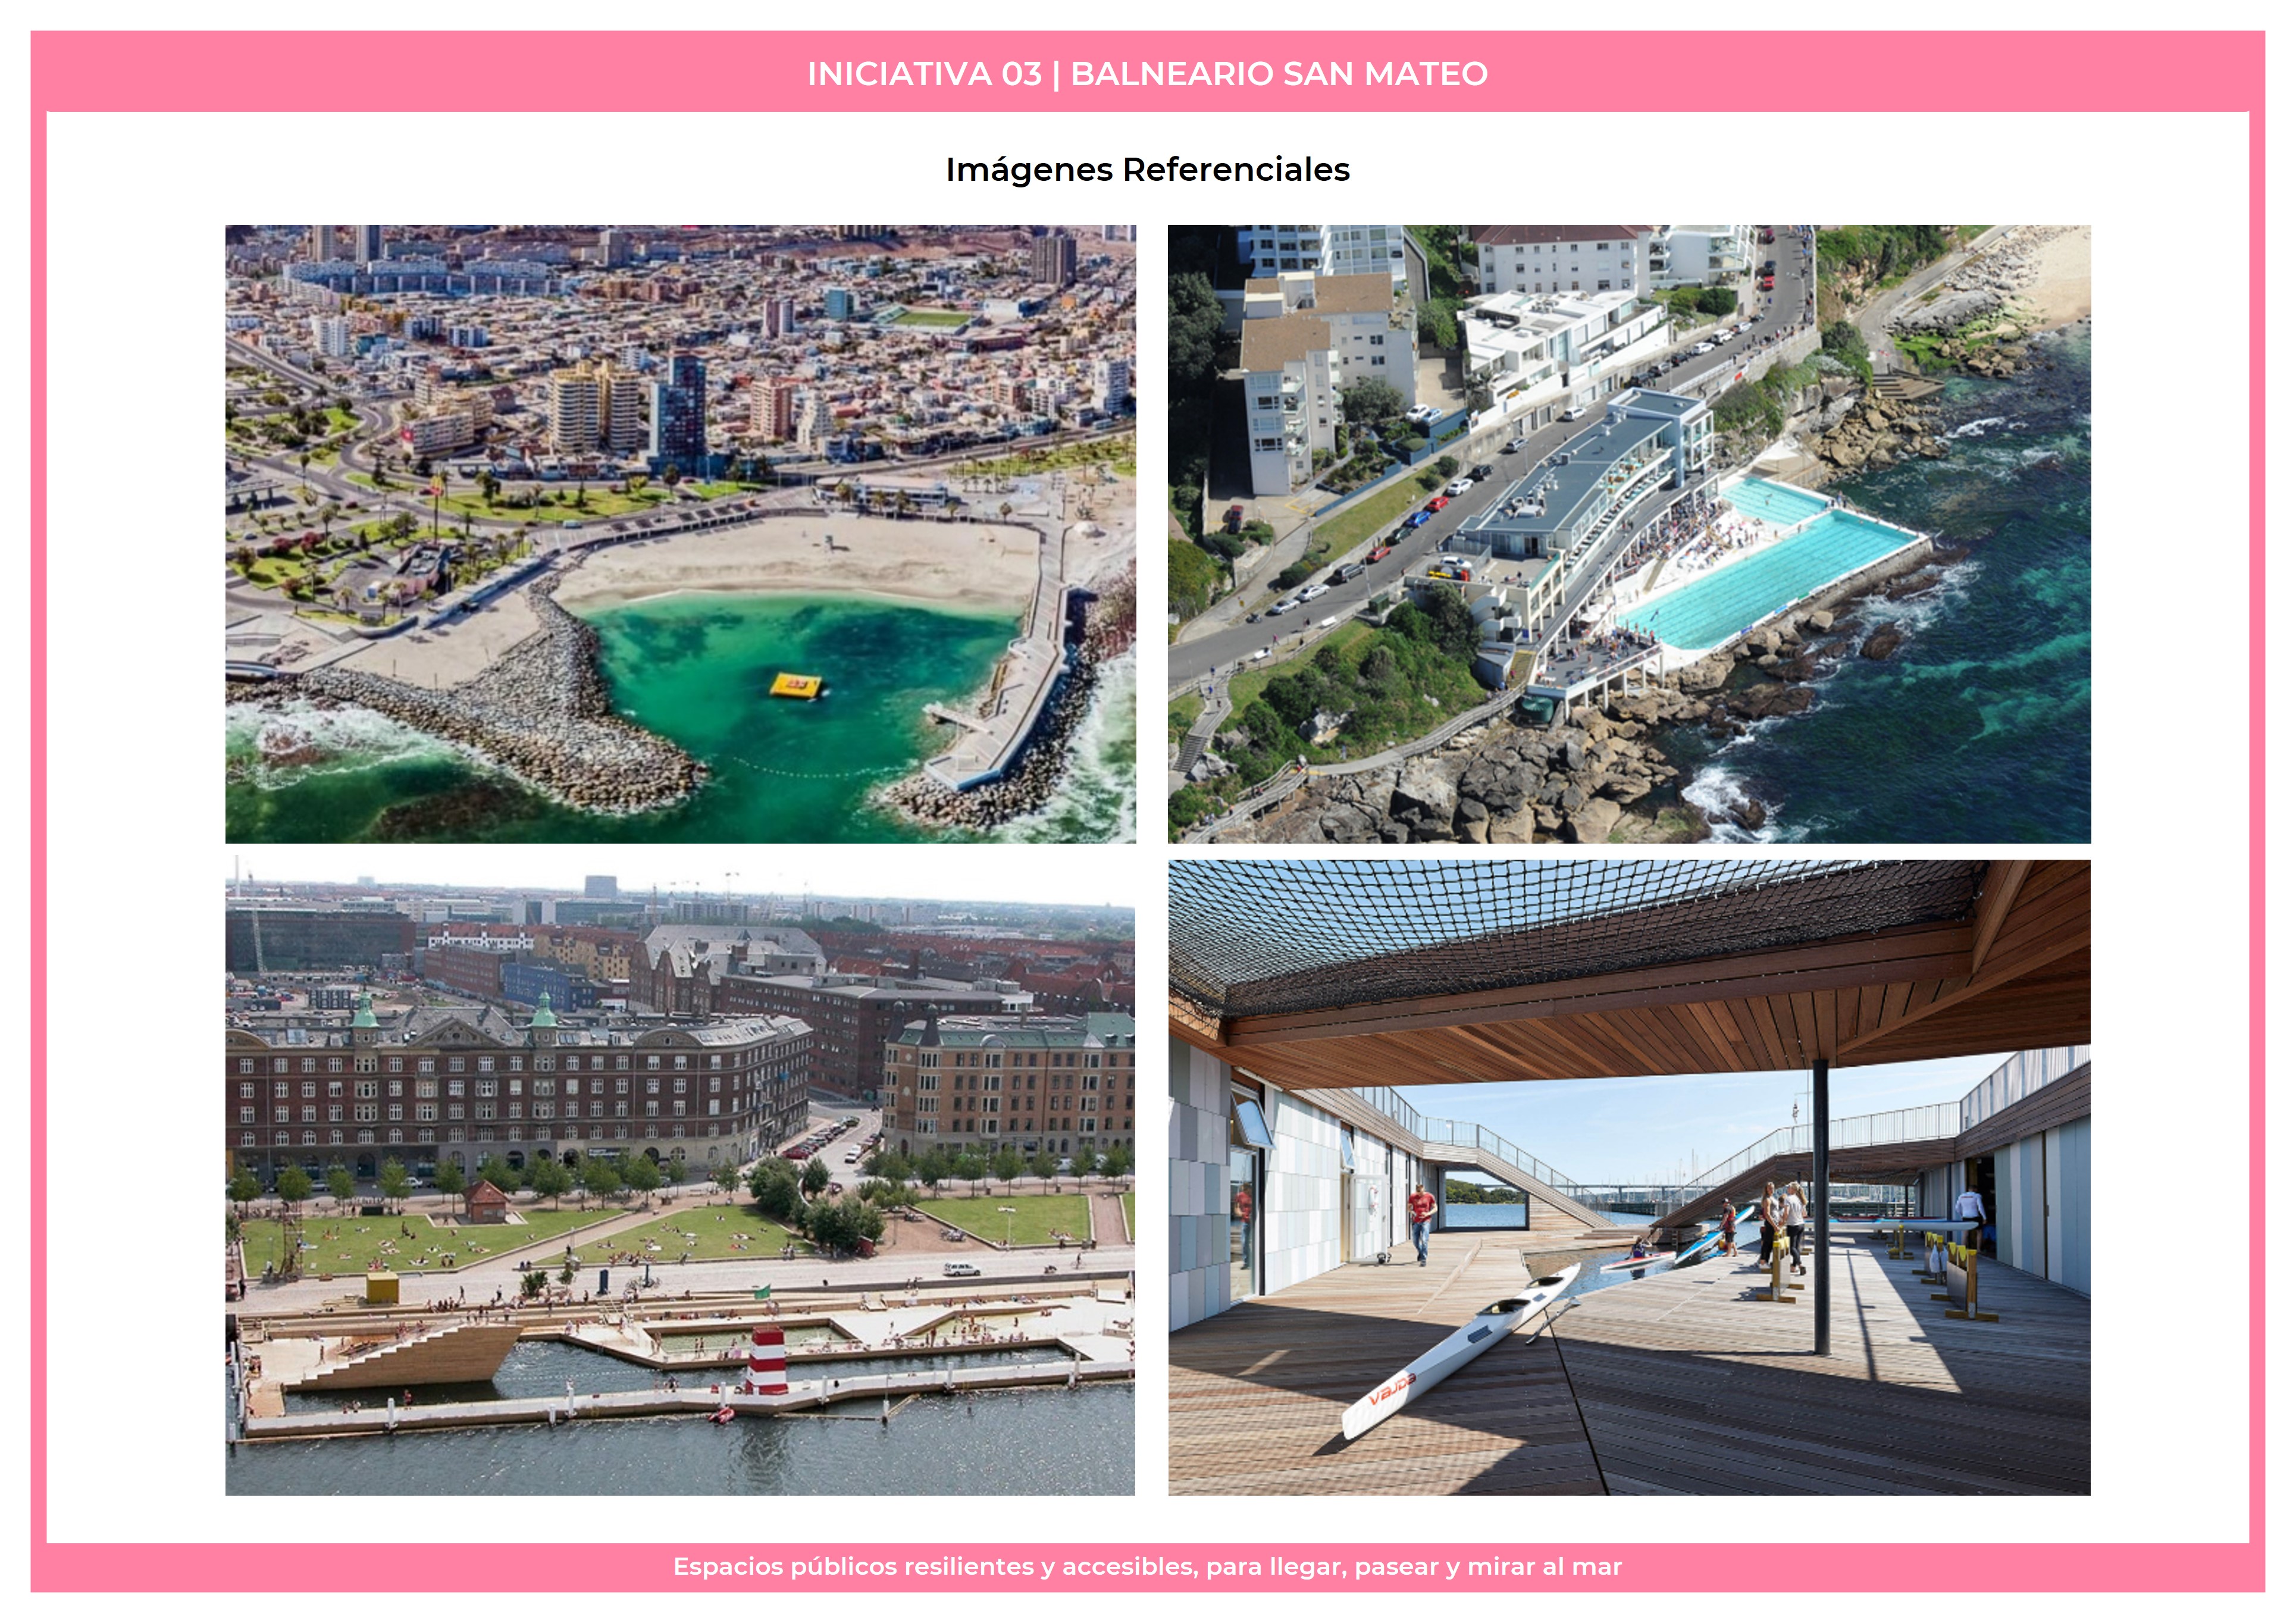 INICIATIVA 03 | BALNEARIO SAN MATEO
Imágenes Referenciales
VAJDA
Espacios públicos resilientes y accesibles, para llegar, pasear y mirar al mar